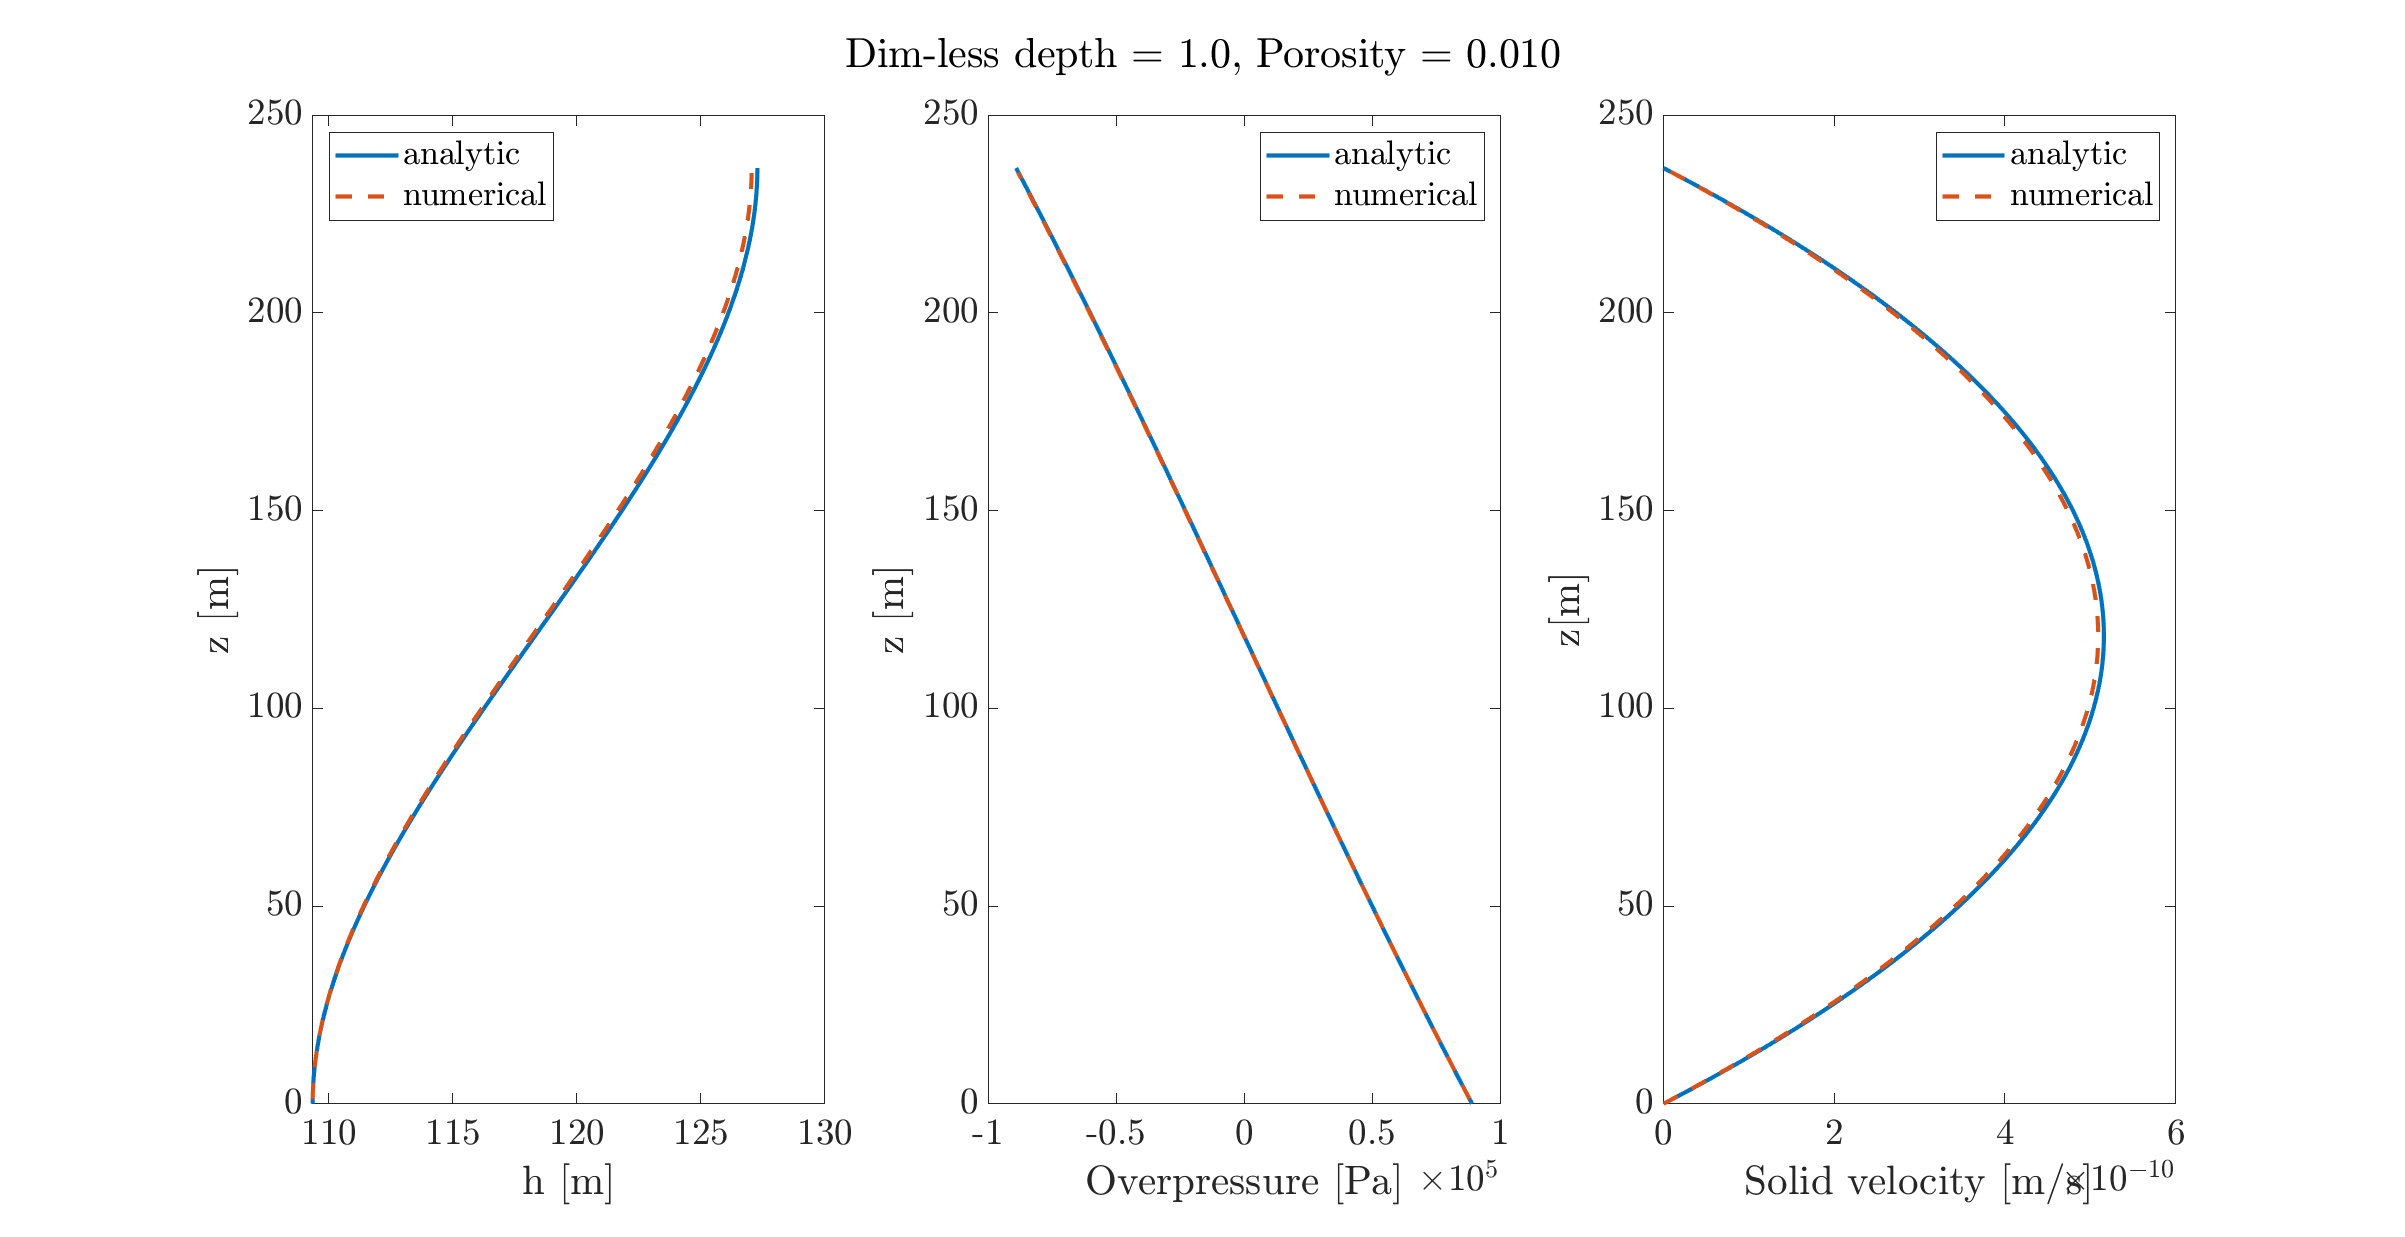 Dim-less depth = 1.0, Porosity = 0.010
250
200
150
100
50
0
z [m]
analytic
numerical
110 115 120 125 130
h [m]
250
200
150
100
50
0
z [m]
analytic
numerical
-1 -0.5 0 0.5 1
Overpressure [Pa] ×10⁵
250
200
150
100
50
0
z[m]
analytic
numerical
0 2 4 6
Solid velocity [m/s] ×10⁻¹⁰